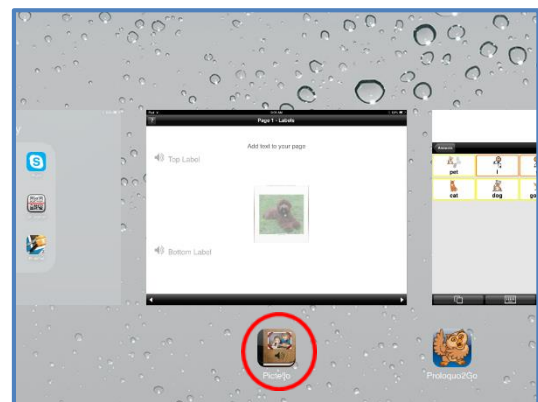 Page 1 - Labels
Add text to your page
Top Label
Bottom Label
pet
i
cat
dog
Pictello
Proloquo2Go